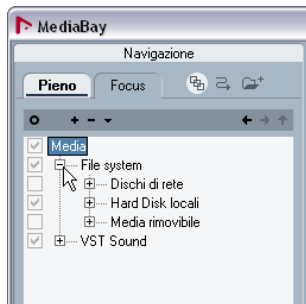 MediaBay
Navigazione
Pieno Focus
Media
File system
Dischi di rete
Hard Disk locali
Media rimovibile
VST Sound